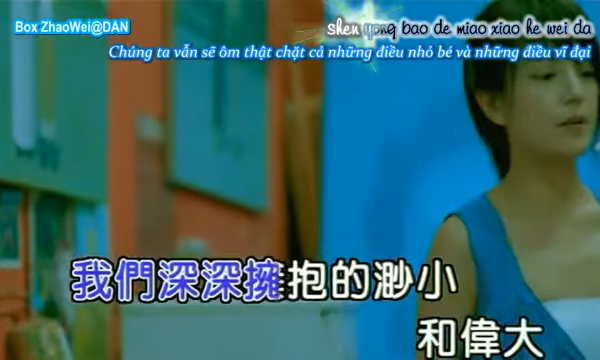 Box ZhaoWei@DAN
shen yong bao de miao xiao he wei da
Chúng ta vẫn sẽ ôm thật chặt cả những điều nhỏ bé và những điều vĩ đại
我們深深擁抱的渺小
和偉大